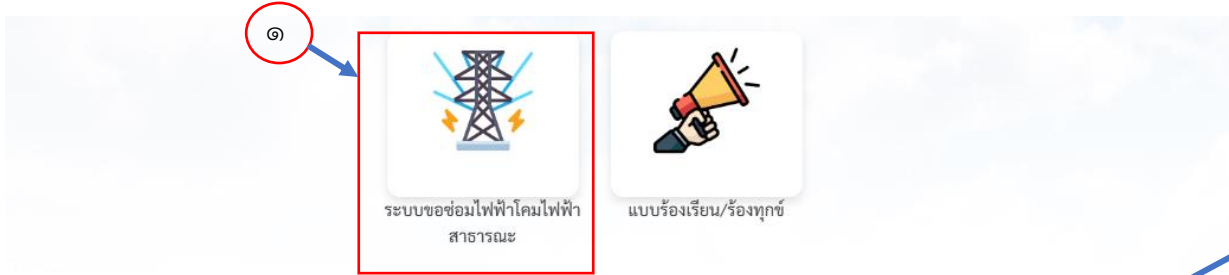 ๑
ระบบขอซ่อมไฟฟ้าโคมไฟฟ้า
สาธารณะ
แบบร้องเรียน/ร้องทุกข์